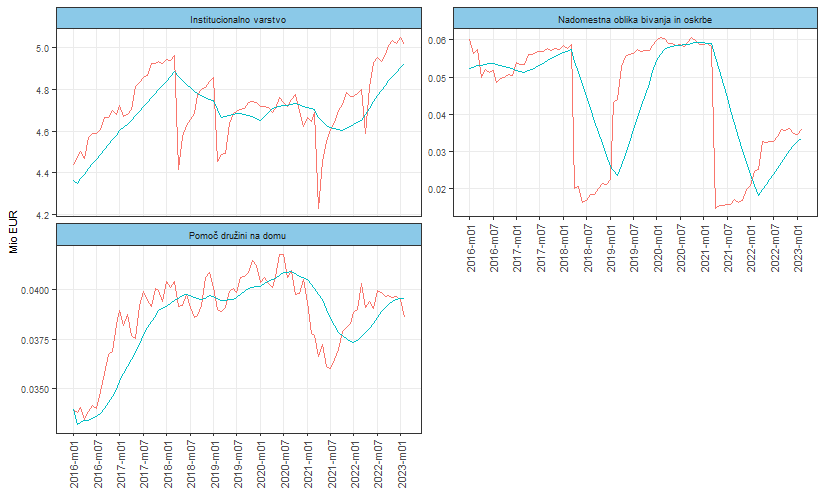 Institucionalno varstvo
Nadomestna oblika bivanja in oskrbe
5.0
4.8
4.6
4.4
4.2
0.06
0.05
0.04
0.03
0.02
2016-m01
2016-m07
2017-m01
2017-m07
2018-m01
2018-m07
2019-m01
2019-m07
2020-m01
2020-m07
2021-m01
2021-m07
2022-m01
2022-m07
2023-m01
Mio EUR
Pomoč družini na domu
0.0400
0.0375
0.0350
2016-m01
2016-m07
2017-m01
2017-m07
2018-m01
2018-m07
2019-m01
2019-m07
2020-m01
2020-m07
2021-m01
2021-m07
2022-m01
2022-m07
2023-m01